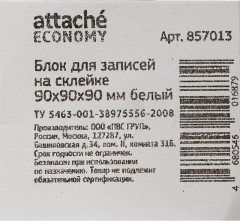 attaché
ECONOMY
Арт. 857013
Блок для записей
на склейке
90х90х90 мм белый
ТУ 5463-001-38975556-2008
Производитель: ООО «ПВС ГРУП»,
Россия, Москва, 127287, ул.
Башиловская д.34, пом. II, комната 31Б.
Срок годности не ограничен.
Безопасно при использовании
по назначению. Товар не подлежит
обязательной сертификации.